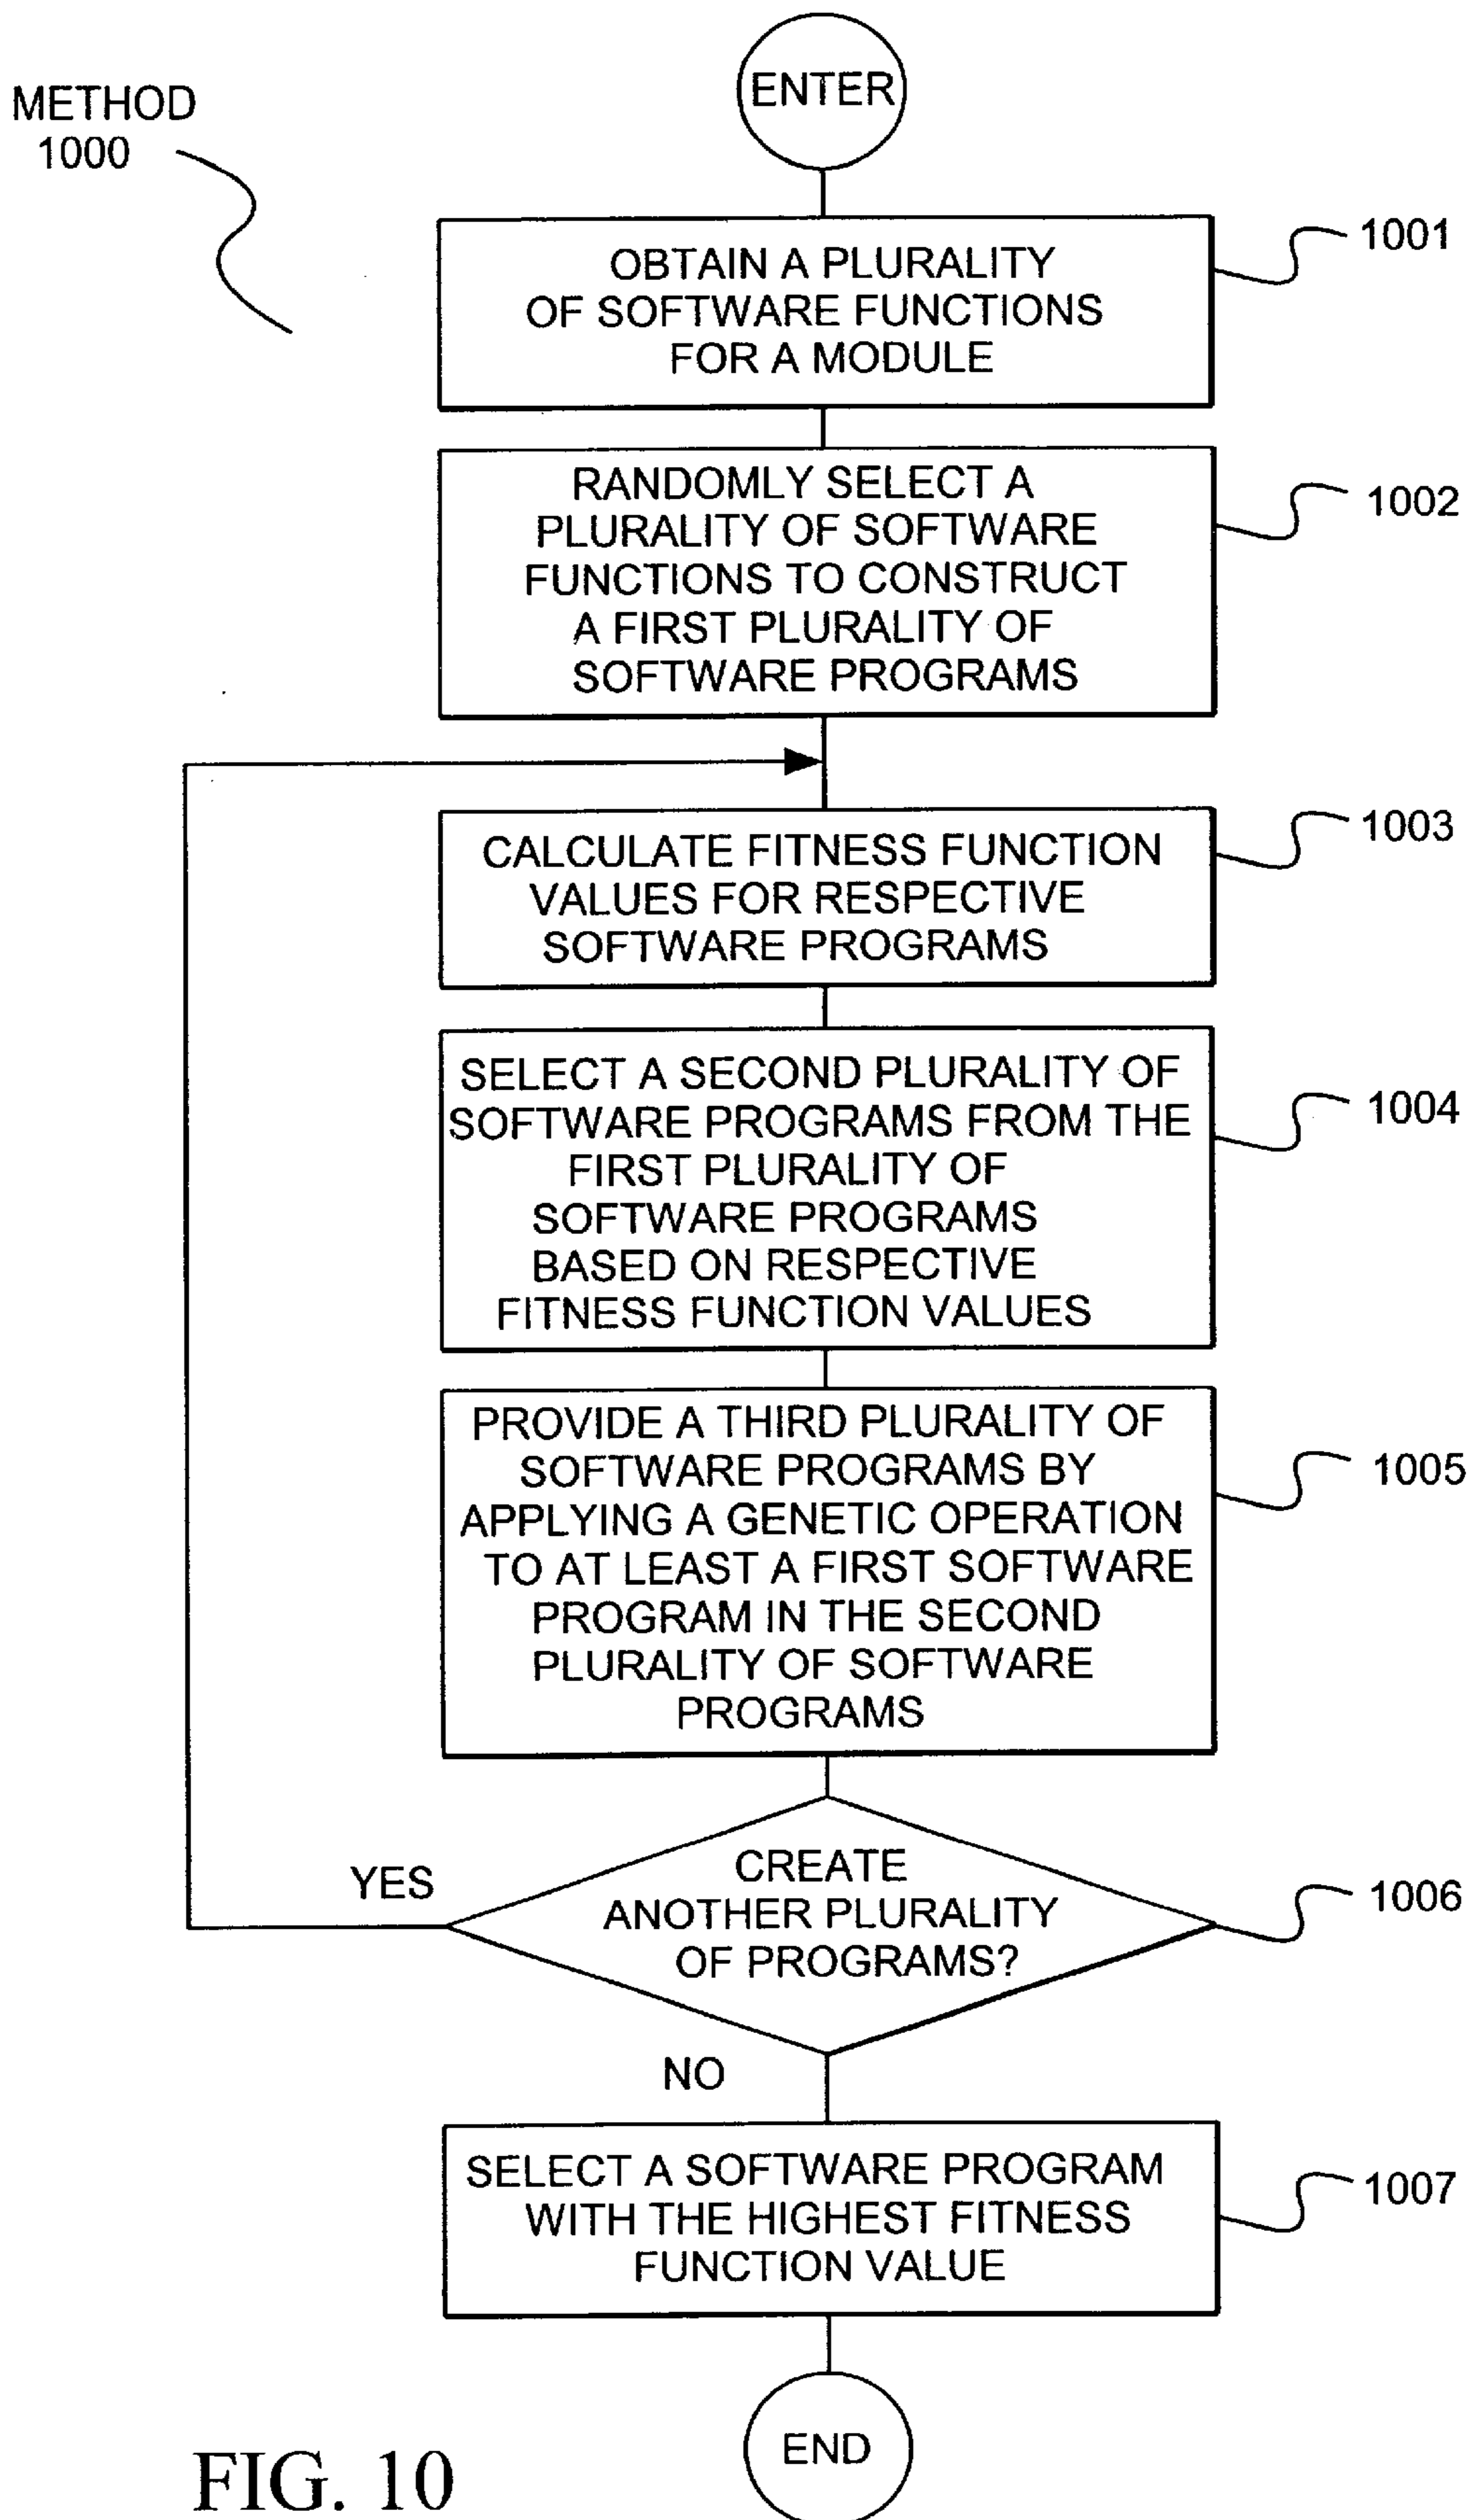 ENTER
METHOD
1000
OBTAIN A PLURALITY
OF SOFTWARE FUNCTIONS
FOR A MODULE
1001
RANDOMLY SELECT A
PLURALITY OF SOFTWARE
FUNCTIONS TO CONSTRUCT
A FIRST PLURALITY OF
SOFTWARE PROGRAMS
1002
CALCULATE FITNESS FUNCTION
VALUES FOR RESPECTIVE
SOFTWARE PROGRAMS
1003
SELECT A SECOND PLURALITY OF
SOFTWARE PROGRAMS FROM THE
FIRST PLURALITY OF
SOFTWARE PROGRAMS
BASED ON RESPECTIVE
FITNESS FUNCTION VALUES
1004
PROVIDE A THIRD PLURALITY OF
SOFTWARE PROGRAMS BY
APPLYING A GENETIC OPERATION
TO AT LEAST A FIRST SOFTWARE
PROGRAM IN THE SECOND
PLURALITY OF SOFTWARE
PROGRAMS
1005
YES
CREATE
ANOTHER PLURALITY
OF PROGRAMS?
1006
NO
SELECT A SOFTWARE PROGRAM
WITH THE HIGHEST FITNESS
FUNCTION VALUE
1007
END
FIG. 10